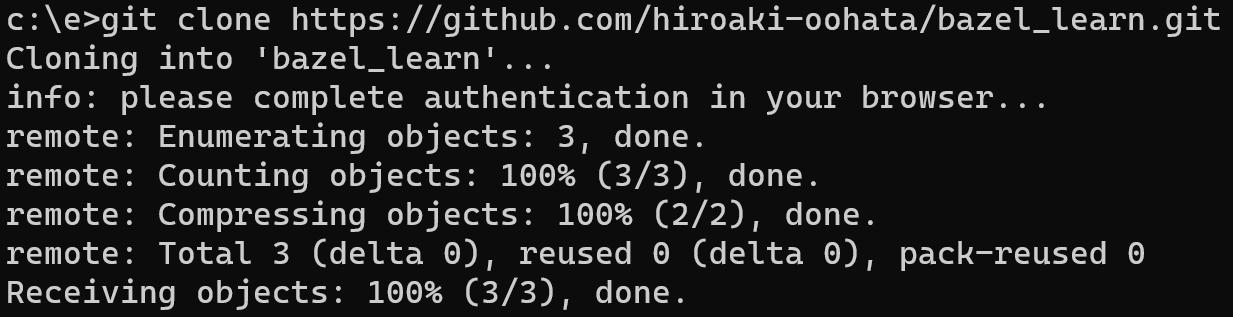 c:\e>git clone https://github.com/hiroaki-oohata/bazel_learn.git
Cloning into 'bazel_learn'...
info: please complete authentication in your browser...
remote: Enumerating objects: 3, done.
remote: Counting objects: 100% (3/3), done.
remote: Compressing objects: 100% (2/2), done.
remote: Total 3 (delta 0), reused 0 (delta 0), pack-reused 0
Receiving objects: 100% (3/3), done.